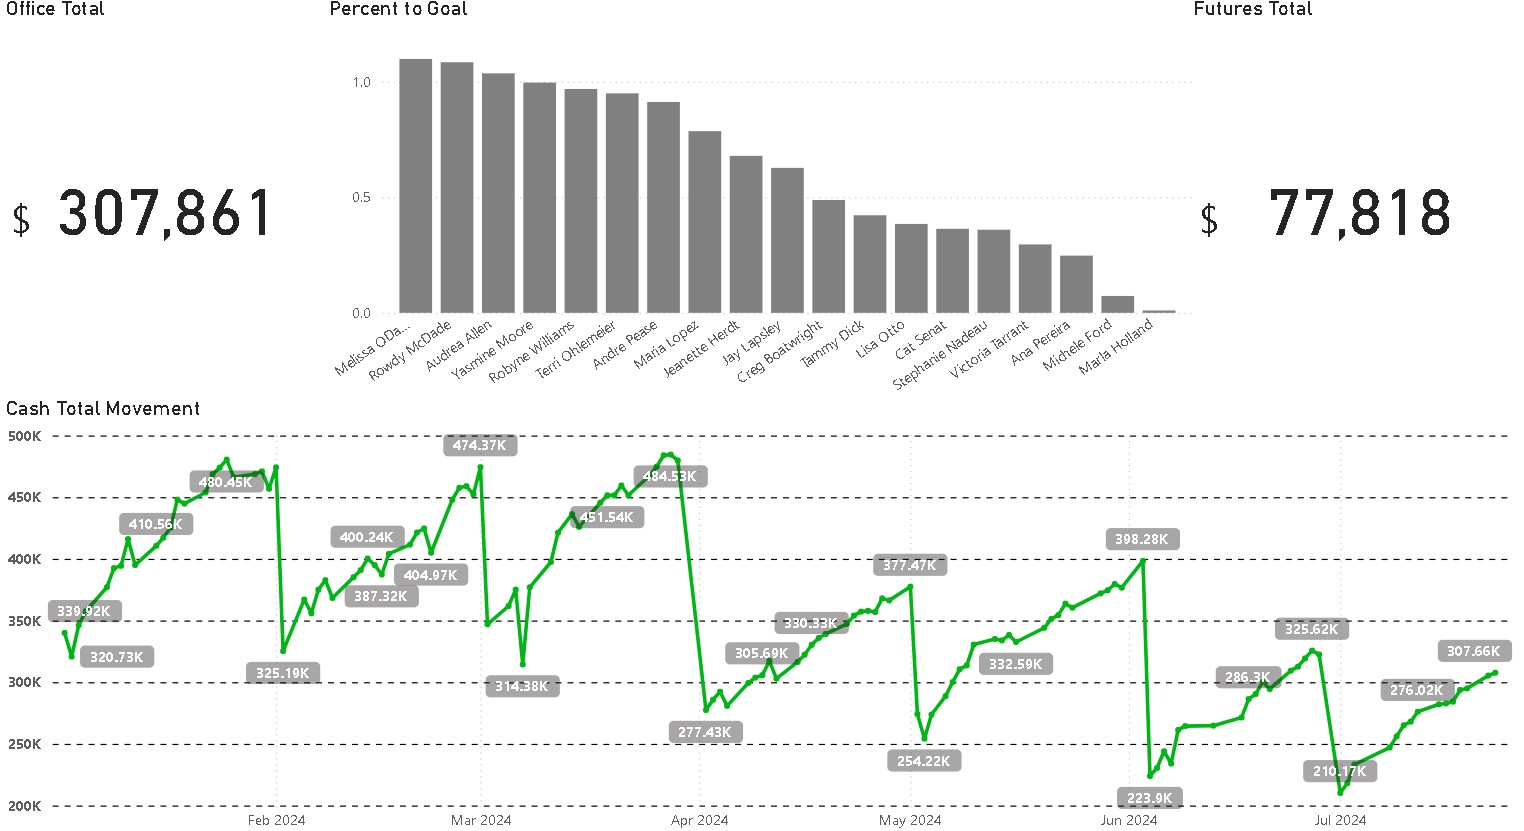 Office Total
Percent to Goal
Futures Total
$ 307,861
1.0
0.5
0.0
Melissa ODa...
Rowdy McDade
Audrea Allen
Yasmine Moore
Robyne Williams
Terri Ohlemeier
Andre Pease
Maria Lopez
Jeanette Herdt
Jay Lapsley
Creg Boatwright
Tammy Dick
Lisa Otto
Cat Senat
Stephanie Nadeau
Victoria Tarrant
Ana Pereira
Michele Ford
Marla Holland
$ 77,818
Cash Total Movement
500K
450K
400K
350K
300K
250K
200K
339.92K
320.73K
410.56K
480.45K
325.19K
400.24K
387.32K
404.97K
474.37K
314.38K
451.54K
484.53K
277.43K
305.69K
330.33K
377.47K
254.22K
332.59K
398.28K
223.9K
286.3K
325.62K
210.17K
276.02K
307.66K
Feb 2024
Mar 2024
Apr 2024
May 2024
Jun 2024
Jul 2024